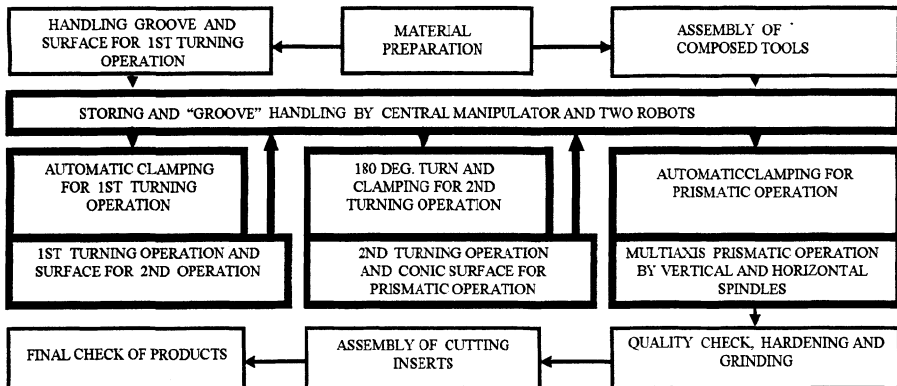 HANDLING GROOVE AND
SURFACE FOR 1ST TURNING
OPERATION
MATERIAL
PREPARATION
ASSEMBLY OF
COMPOSED TOOLS
STORING AND “GROOVE” HANDLING BY CENTRAL MANIPULATOR AND TWO ROBOTS
AUTOMATIC CLAMPING
FOR 1ST TURNING
OPERATION
180 DEG. TURN AND
CLAMPING FOR 2ND
TURNING OPERATION
AUTOMATICCLAMPING FOR
PRISMATIC OPERATION
1ST TURNING OPERATION AND
SURFACE FOR 2ND OPERATION
2ND TURNING OPERATION
AND CONIC SURFACE FOR
PRISMATIC OPERATION
MULTIAXIS PRISMATIC OPERATION
BY VERTICAL AND HORIZONTAL
SPINDLES
FINAL CHECK OF PRODUCTS
ASSEMBLY OF CUTTING
INSERTS
QUALITY CHECK, HARDENING AND
GRINDING